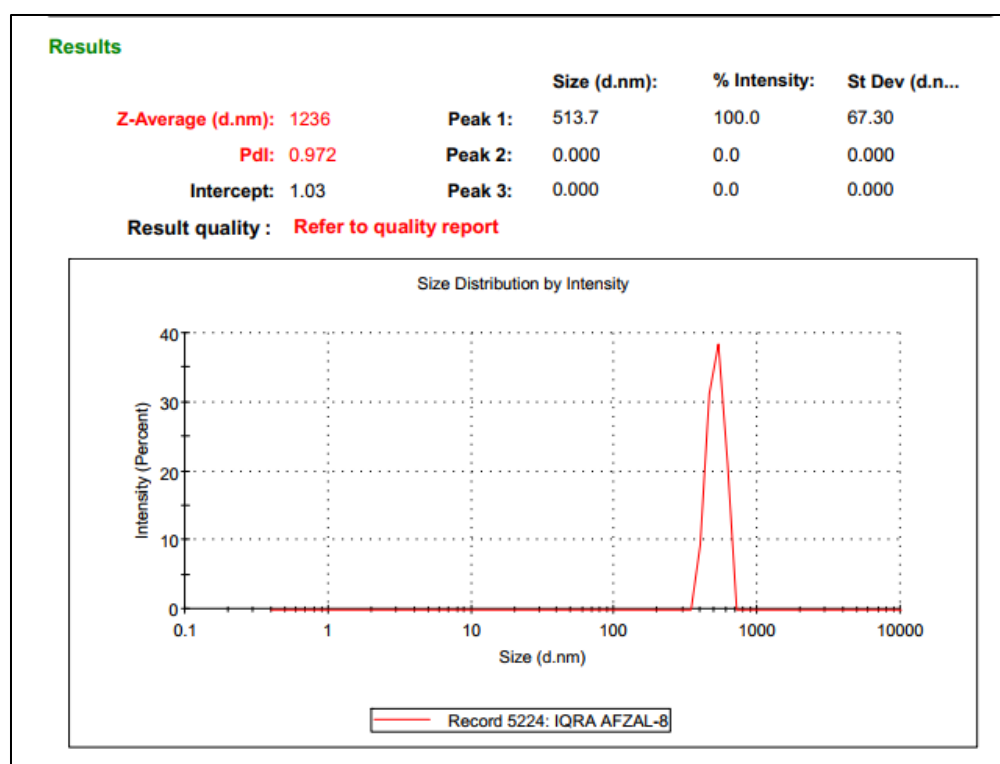 Results
Size (d.nm): % Intensity: St Dev (d.n...
Z-Average (d.nm): 1236 Peak 1: 513.7 100.0 67.30
PdI: 0.972 Peak 2: 0.000 0.0 0.000
Intercept: 1.03 Peak 3: 0.000 0.0 0.000
Result quality : Refer to quality report
Size Distribution by Intensity
40
30
20
10
0
Intensity (Percent)
0.1 1 10 100 1000 10000
Size (d.nm)
Record 5224: IQRA AFZAL-8